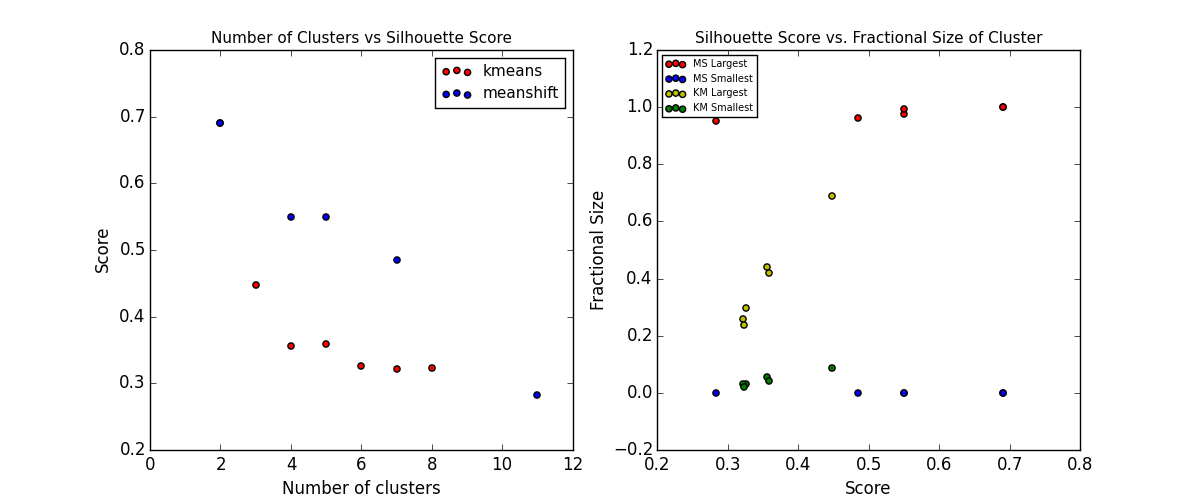 Number of Clusters vs Silhouette Score
0.8
0.7
0.6
0.5
0.4
0.3
0.2
Score
kmeans
meanshift
0 2 4 6 8 10 12
Number of clusters
Silhouette Score vs. Fractional Size of Cluster
1.2
1.0
0.8
0.6
0.4
0.2
0.0
−0.2
Fractional Size
MS Largest
MS Smallest
KM Largest
KM Smallest
0.2 0.3 0.4 0.5 0.6 0.7 0.8
Score